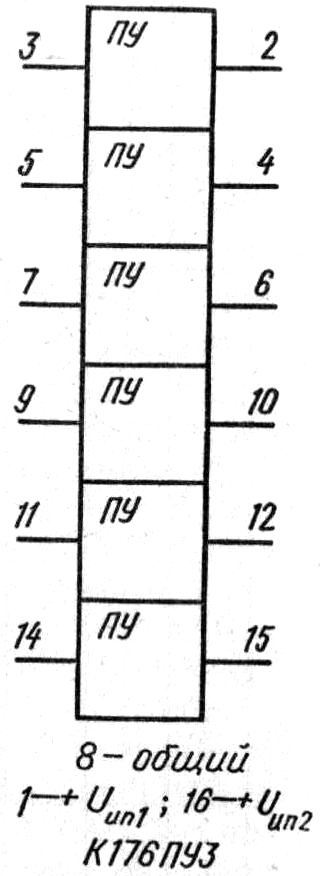 3 ПУ 2
5 ПУ 4
7 ПУ 6
9 ПУ 10
11 ПУ 12
14 ПУ 15
8 – общий
1—+ Uип1 ; 16—+Uип2
К176ПУ3